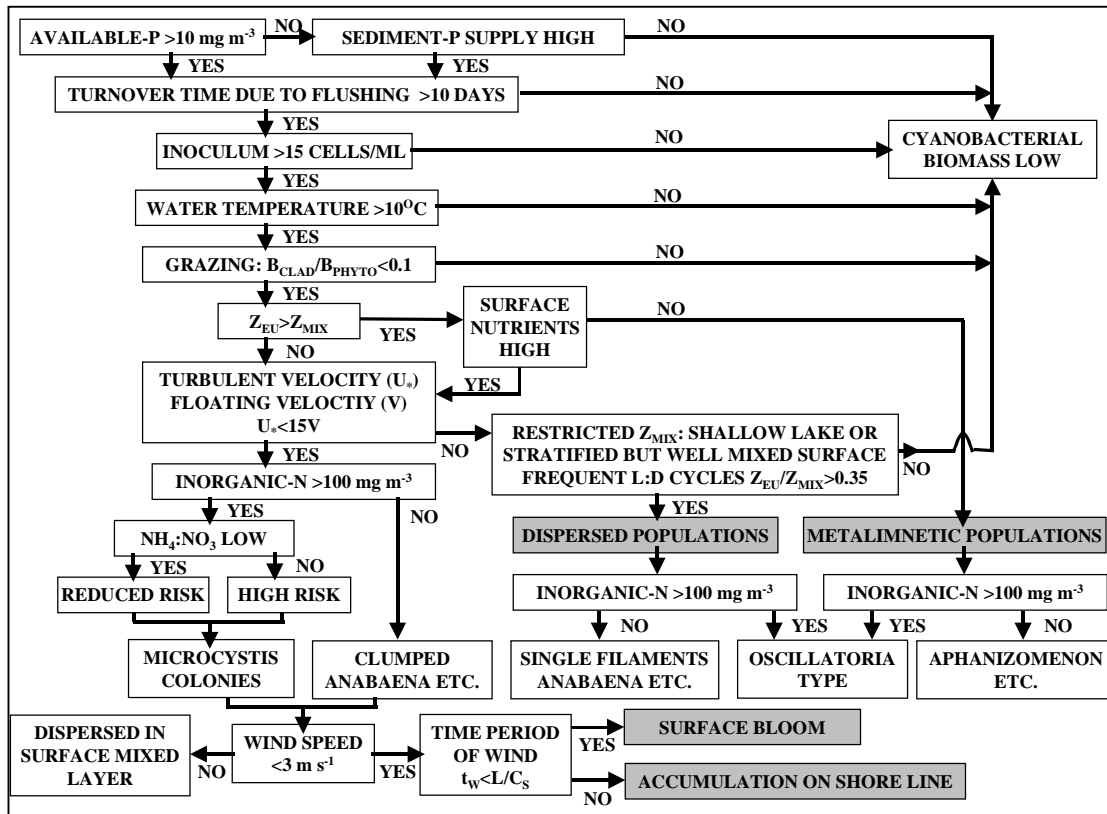 AVAILABLE-P >10 mg m-3
NO
SEDIMENT-P SUPPLY HIGH
NO
YES
YES
TURNOVER TIME DUE TO FLUSHING >10 DAYS
NO
YES
INOCULUM >15 CELLS/ML
NO
CYANOBACTERIAL
BIOMASS LOW
YES
WATER TEMPERATURE >10OC
NO
YES
GRAZING: BCLAD/BPHYTO<0.1
NO
YES
ZEU>ZMIX
YES
SURFACE
NUTRIENTS
HIGH
NO
NO
YES
TURBULENT VELOCITY (U*)
FLOATING VELOCTIY (V)
U*<15V
NO
RESTRICTED ZMIX: SHALLOW LAKE OR
STRATIFIED BUT WELL MIXED SURFACE
FREQUENT L:D CYCLES ZEU/ZMIX>0.35
NO
YES
YES
INORGANIC-N >100 mg m-3
YES
NO
DISPERSED POPULATIONS
METALIMNETIC POPULATIONS
NH4:NO3 LOW
YES
NO
INORGANIC-N >100 mg m-3
INORGANIC-N >100 mg m-3
REDUCED RISK
HIGH RISK
NO
YES
YES
NO
MICROCYSTIS
COLONIES
CLUMPED
ANABAENA ETC.
SINGLE FILAMENTS
ANABAENA ETC.
OSCILLATORIA
TYPE
APHANIZOMENON
ETC.
DISPERSED IN
SURFACE MIXED
LAYER
NO
WIND SPEED
<3 m s-1
YES
TIME PERIOD
OF WIND
tW<L/CS
YES
SURFACE BLOOM
NO
ACCUMULATION ON SHORE LINE